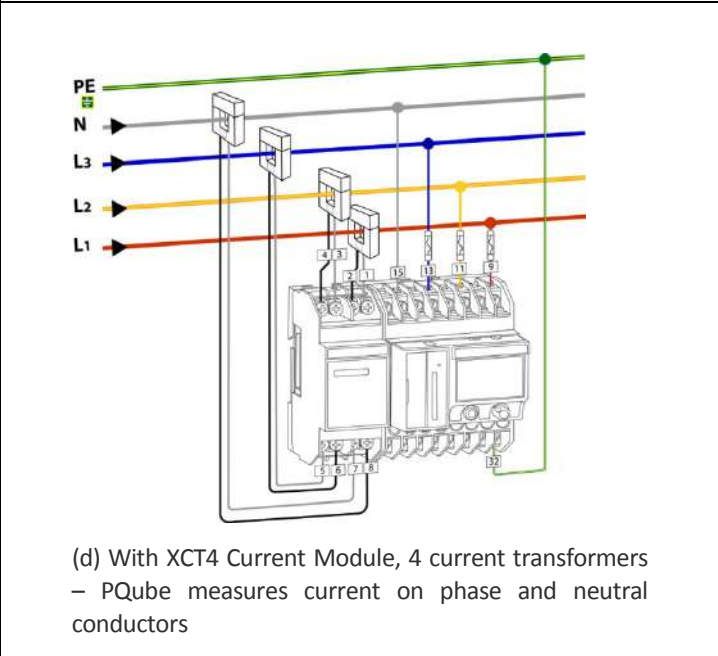 PE
N
L3
L2
L1
4 3
2 1
15
13
11
9
5 6 7 8
32
(d) With XCT4 Current Module, 4 current transformers
– PQube measures current on phase and neutral
conductors